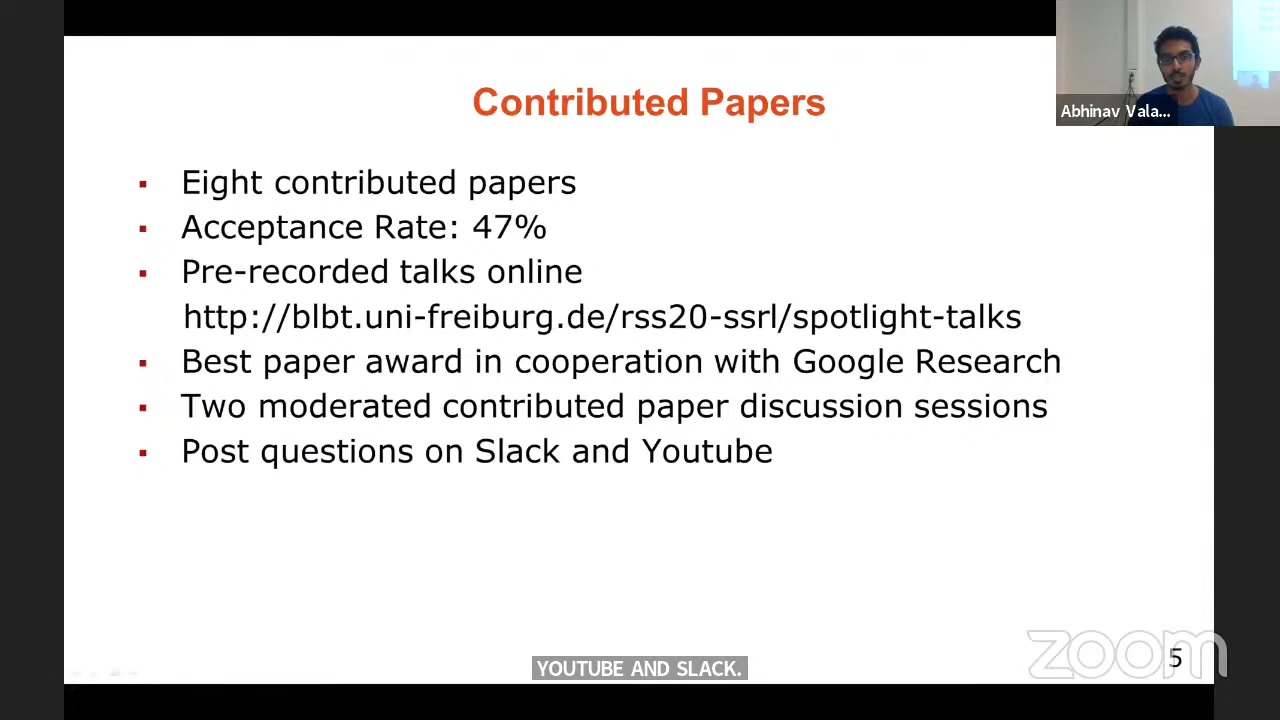 Contributed Papers
Abhinav Vala...
▪ Eight contributed papers
▪ Acceptance Rate: 47%
▪ Pre-recorded talks online
http://blbt.uni-freiburg.de/rss20-ssrl/spotlight-talks
▪ Best paper award in cooperation with Google Research
▪ Two moderated contributed paper discussion sessions
▪ Post questions on Slack and Youtube
YOUTUBE AND SLACK.
zoom
5